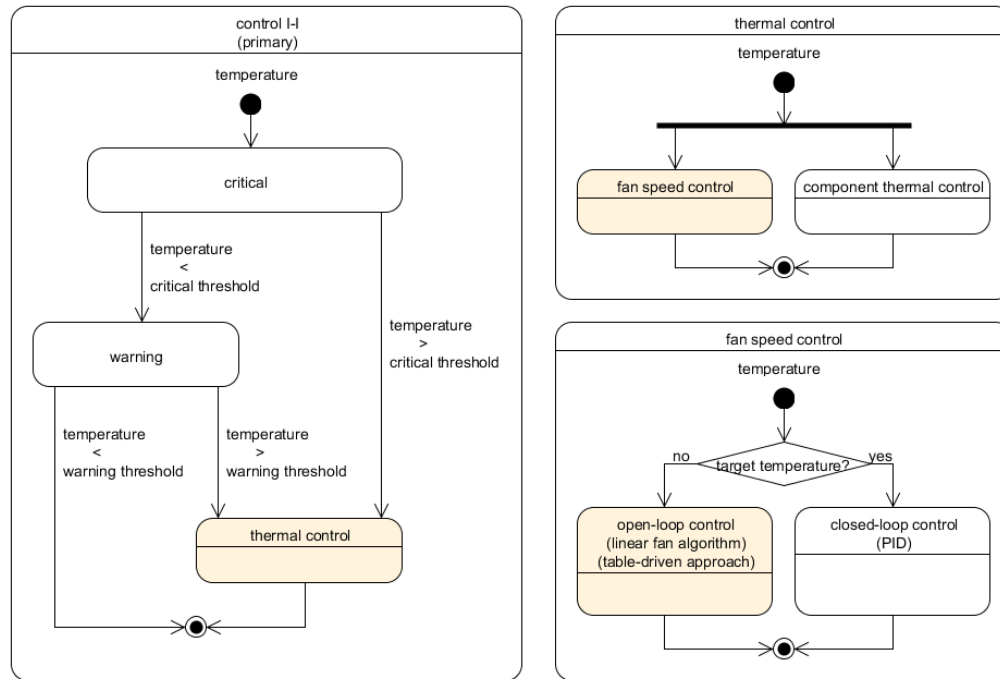 control I-I
(primary)
temperature
critical
temperature
<
critical threshold
temperature
>
critical threshold
warning
temperature
<
warning threshold
temperature
>
warning threshold
thermal control
thermal control
temperature
fan speed control
component thermal control
fan speed control
temperature
no
target temperature?
yes
open-loop control
(linear fan algorithm)
(table-driven approach)
closed-loop control
(PID)